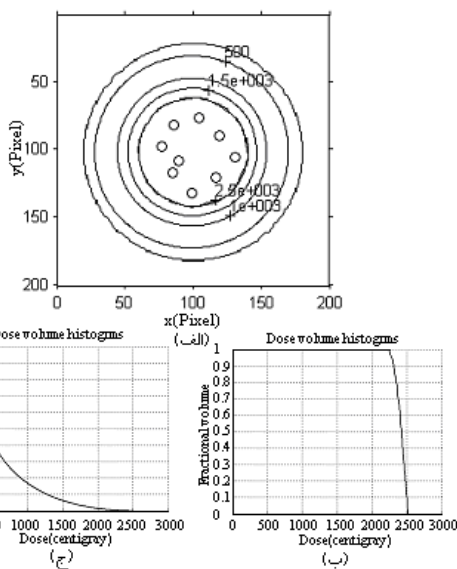 500
1.5e+003
2.5e+003
1e+003
50
100
150
200
y(Pixel)
0 50 100 150 200
x(Pixel)
(الف)
Dose volume histogrms
1
0.9
0.8
0.7
0.6
0.5
0.4
0.3
0.2
0.1
0
Fractional volume
0 500 1000 1500 2000 2500 3000
Dose(centigray)
(ب)
ose volume histogrms
1000 1500 2000 2500 3000
Dose(centigray)
(ج)